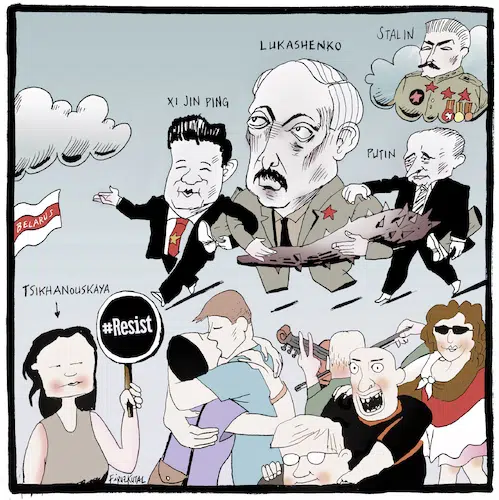 STALIN
LUKASHENKO
XI JIN PING
PUTIN
BELARUS
TSIKHANOUSKAYA
#Resist